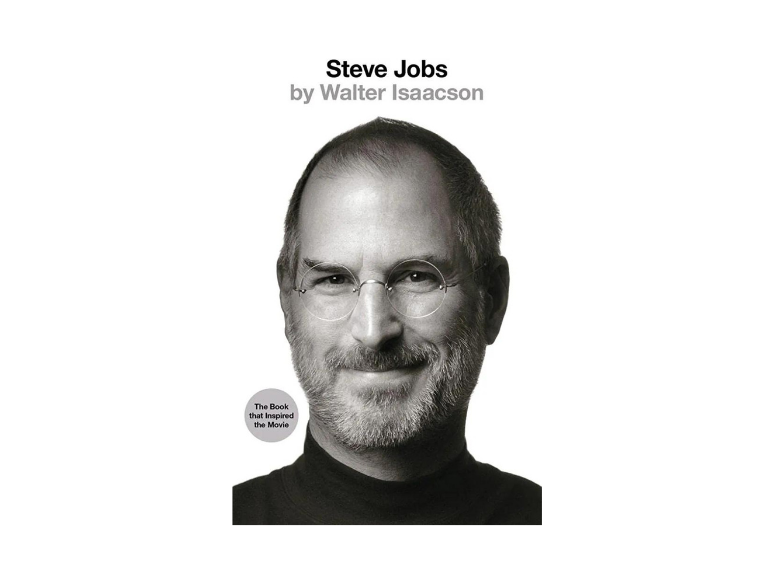 Steve Jobs
by Walter Isaacson
The Book
that Inspired
the Movie